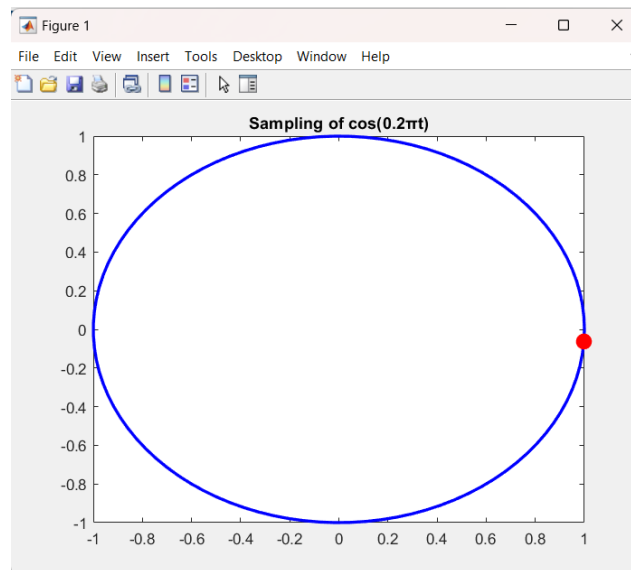 Figure 1
File Edit View Insert Tools Desktop Window Help
Sampling of cos(0.2πt)
1
0.8
0.6
0.4
0.2
0
-0.2
-0.4
-0.6
-0.8
-1
-1 -0.8 -0.6 -0.4 -0.2 0 0.2 0.4 0.6 0.8 1